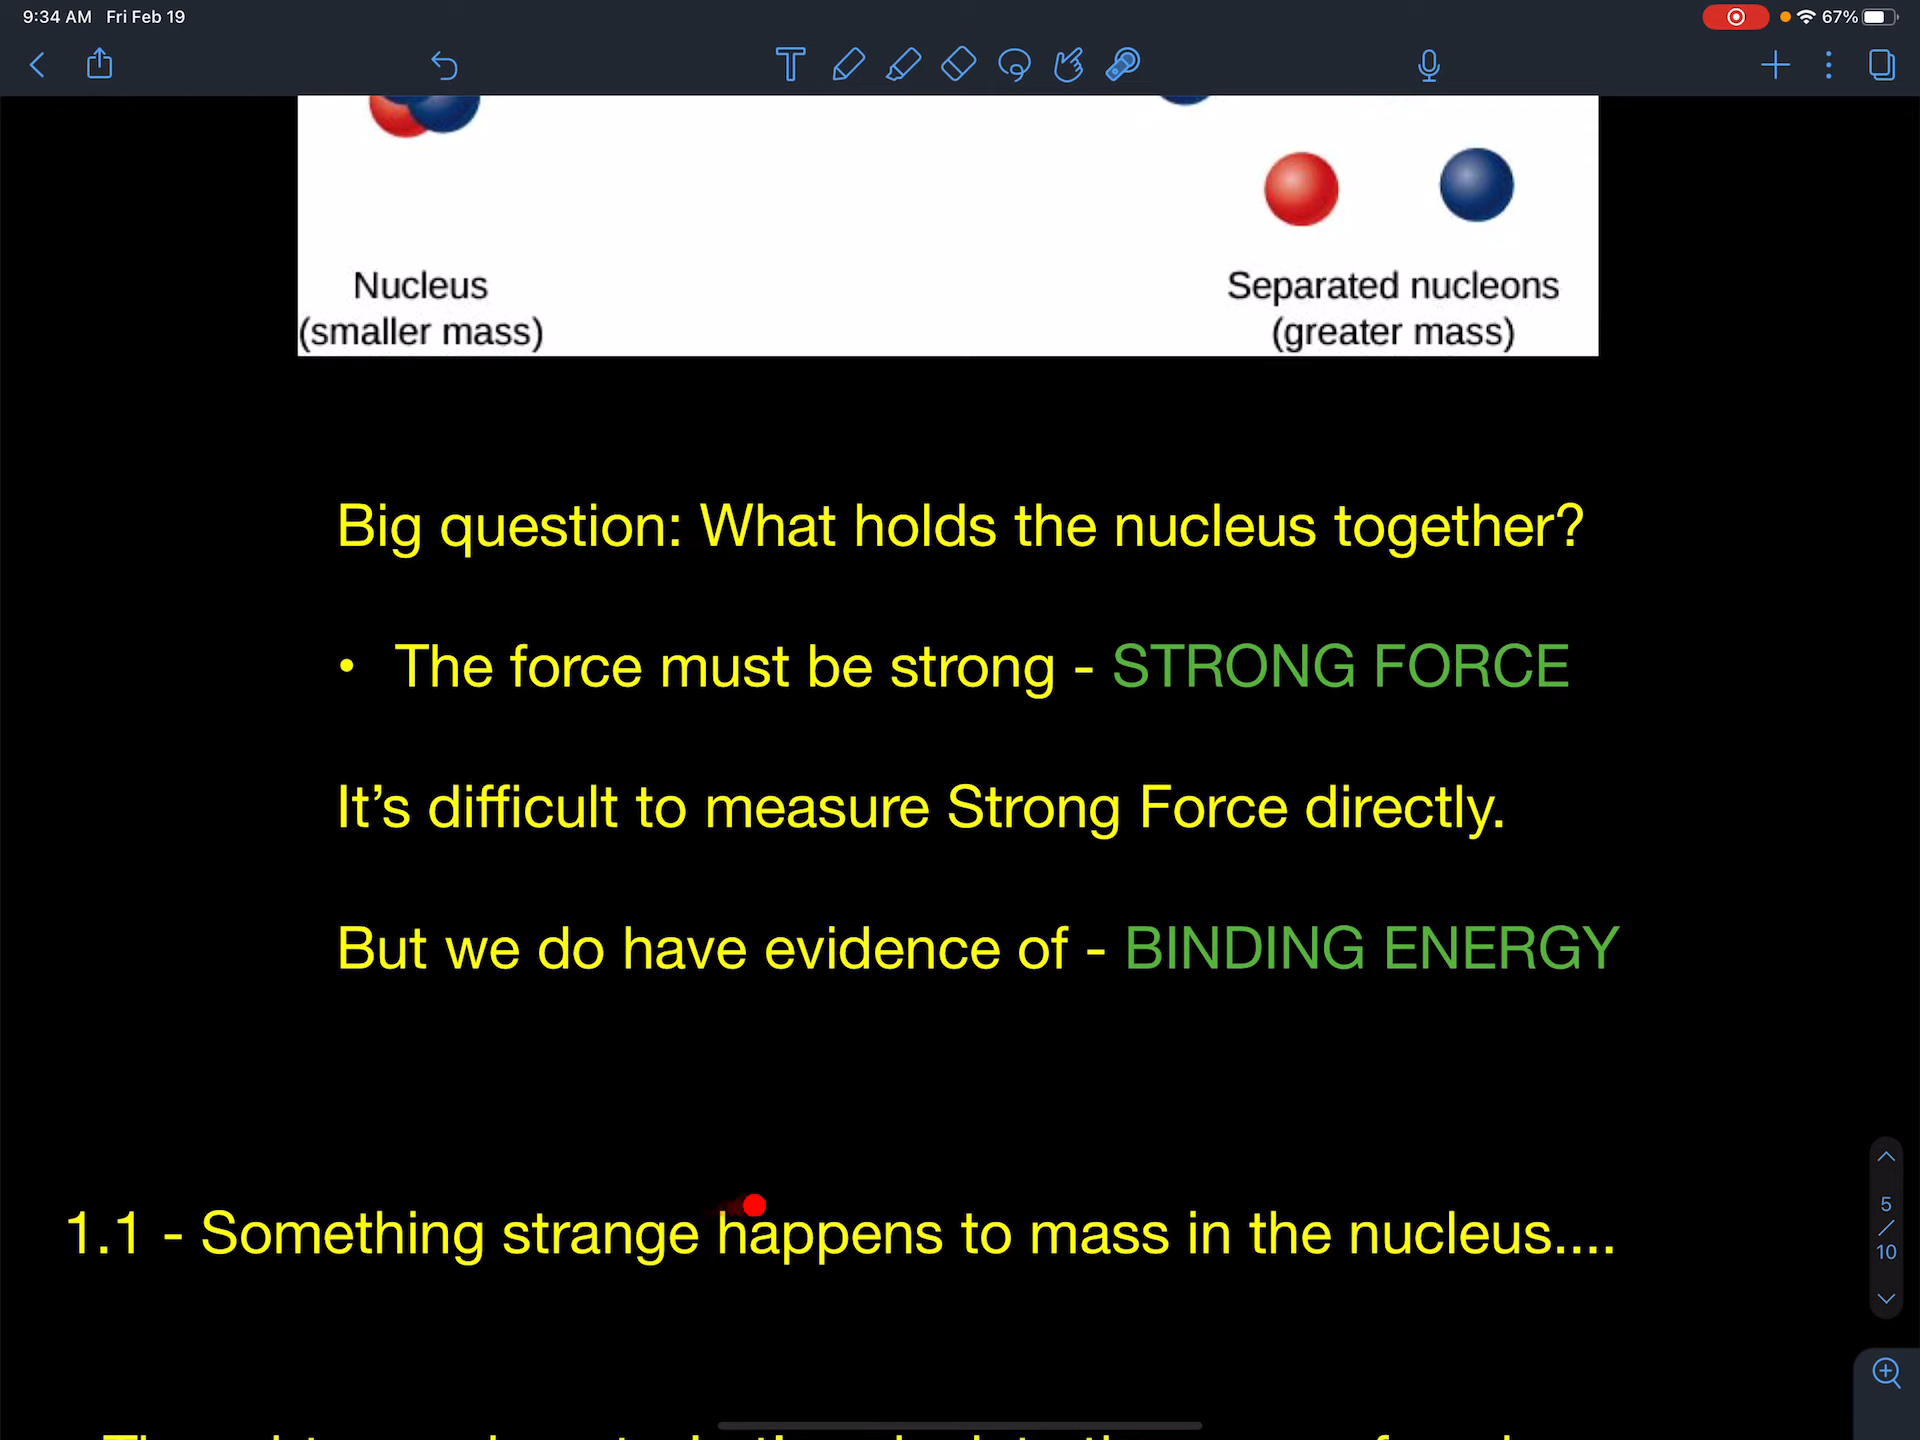 9:34 AM Fri Feb 19
67%
Nucleus
(smaller mass)
Separated nucleons
(greater mass)
Big question: What holds the nucleus together?
• The force must be strong - STRONG FORCE
It’s difficult to measure Strong Force directly.
But we do have evidence of - BINDING ENERGY
1.1 - Something strange happens to mass in the nucleus....
5
/
10